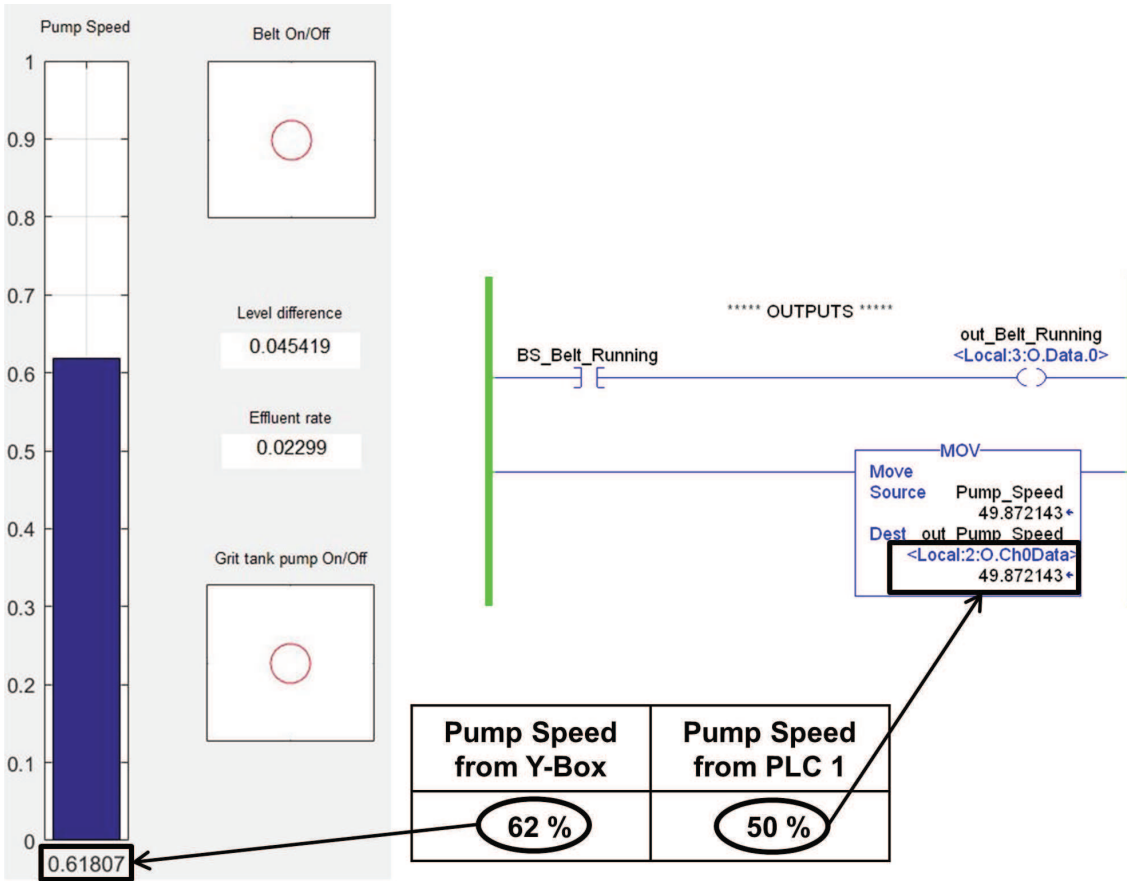 Pump Speed
1
0.9
0.8
0.7
0.6
0.5
0.4
0.3
0.2
0.1
0
0.61807
Belt On/Off
Level difference
0.045419
Effluent rate
0.02299
Grit tank pump On/Off
***** OUTPUTS *****
BS_Belt_Running
out_Belt_Running
<Local:3:O.Data.0>
MOV
Move
Source Pump_Speed
49.872143
Dest out_Pump_Speed
<Local:2:O.Ch0Data>
49.872143
Pump Speed from Y-Box
Pump Speed from PLC 1
62 %
50 %